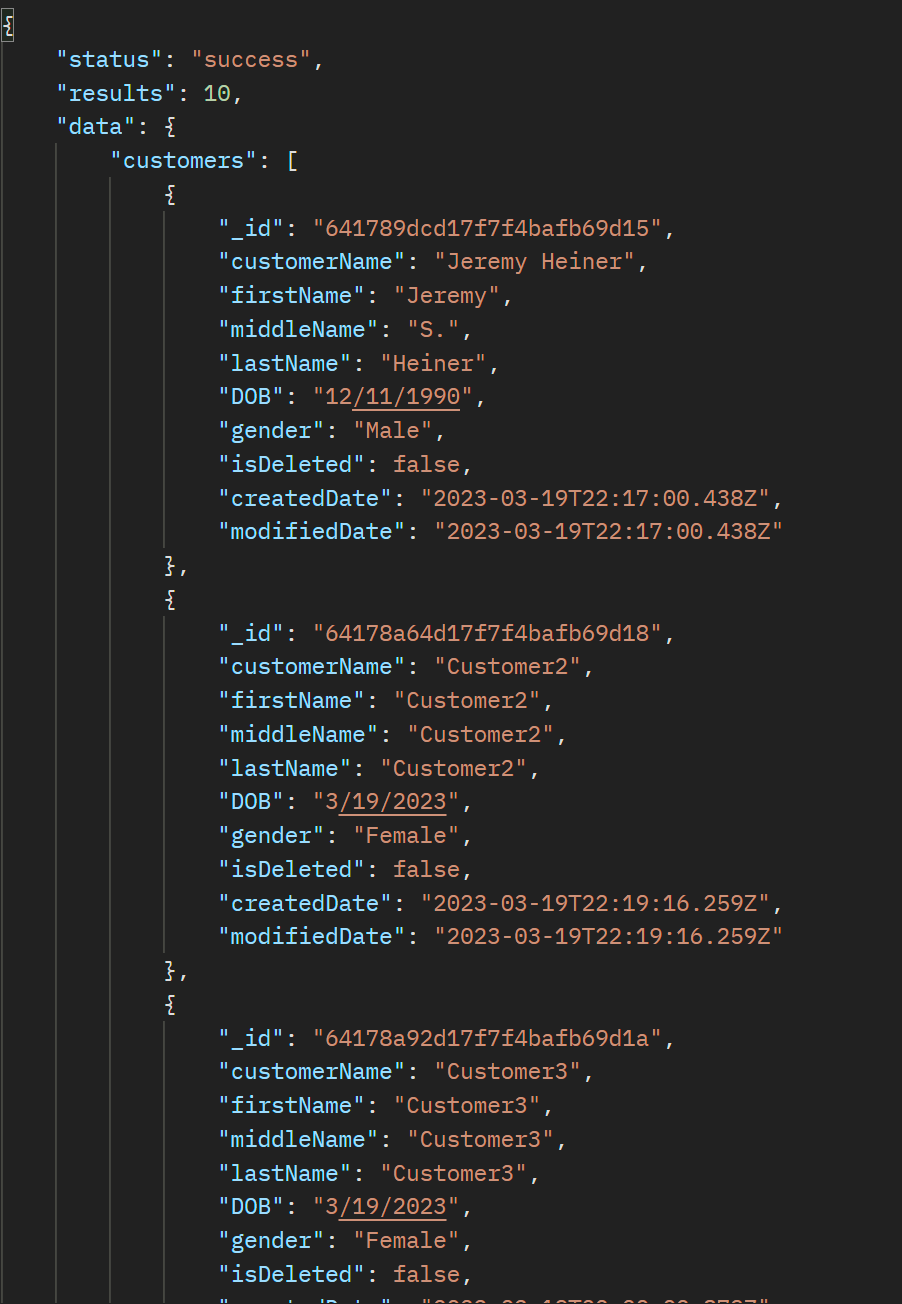 {
"status": "success",
"results": 10,
"data": {
"customers": [
{
"_id": "641789dcd17f7f4bafb69d15",
"customerName": "Jeremy Heiner",
"firstName": "Jeremy",
"middleName": "S.",
"lastName": "Heiner",
"DOB": "12/11/1990",
"gender": "Male",
"isDeleted": false,
"createdDate": "2023-03-19T22:17:00.438Z",
"modifiedDate": "2023-03-19T22:17:00.438Z"
},
{
"_id": "64178a64d17f7f4bafb69d18",
"customerName": "Customer2",
"firstName": "Customer2",
"middleName": "Customer2",
"lastName": "Customer2",
"DOB": "3/19/2023",
"gender": "Female",
"isDeleted": false,
"createdDate": "2023-03-19T22:19:16.259Z",
"modifiedDate": "2023-03-19T22:19:16.259Z"
},
{
"_id": "64178a92d17f7f4bafb69d1a",
"customerName": "Customer3",
"firstName": "Customer3",
"middleName": "Customer3",
"lastName": "Customer3",
"DOB": "3/19/2023",
"gender": "Female",
"isDeleted": false,